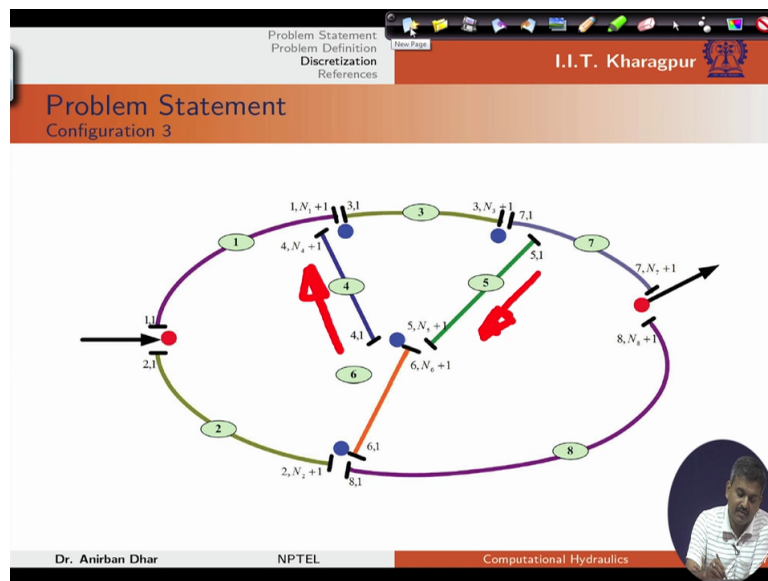 Problem Statement
Problem Definition
Discretization
References
New Page
I.I.T. Kharagpur
Problem Statement
Configuration 3
1, N₁ +1
3,1
3
3, N₃ +1
7,1
1
4, N₄ +1
5,1
7
7, N₇ +1
4
5
1,1
4,1
5, N₅ +1
8, N₈ +1
2,1
6, N₆ +1
6
2
6,1
8
2, N₂ +1
8,1
Dr. Anirban Dhar
NPTEL
Computational Hydraulics